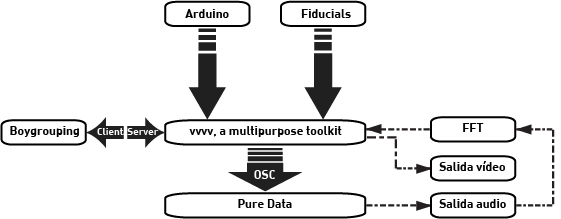 Arduino
Fiducials
Boygrouping
Client Server
vvvv, a multipurpose toolkit
FFT
OSC
Salida vídeo
Pure Data
Salida audio